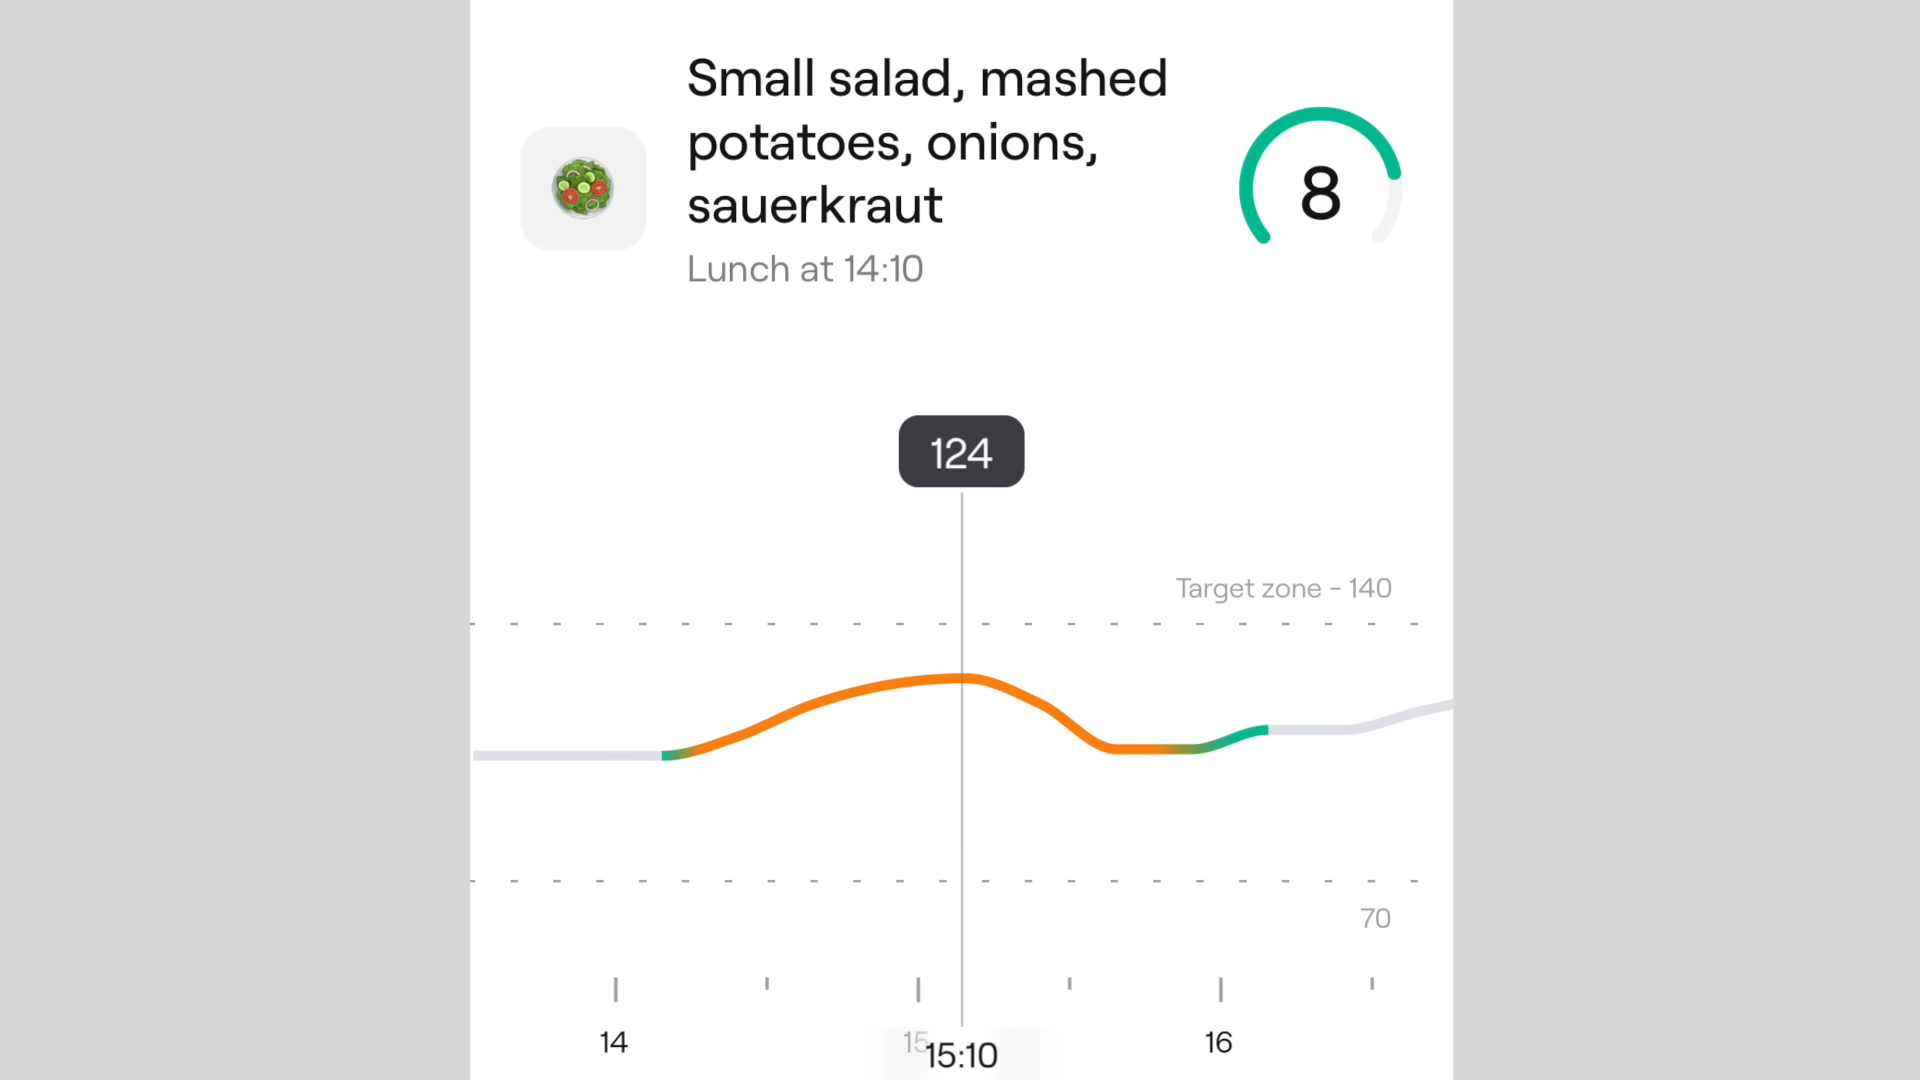 Small salad, mashed
potatoes, onions,
sauerkraut
Lunch at 14:10
8
124
Target zone - 140
70
14
15
15:10
16